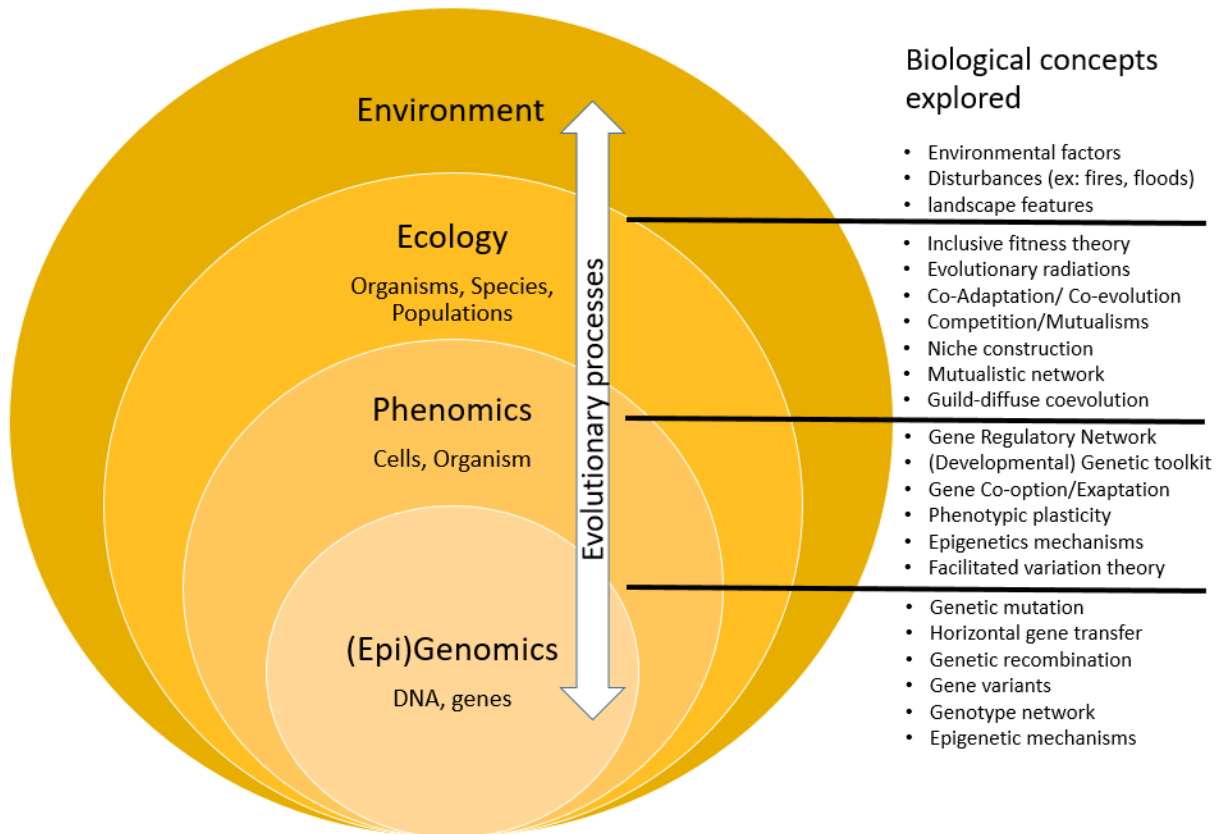 Environment
Ecology
Organisms, Species,
Populations
Phenomics
Cells, Organism
(Epi)Genomics
DNA, genes
Evolutionary processes
Biological concepts
explored
• Environmental factors
• Disturbances (ex: fires, floods)
• landscape features
• Inclusive fitness theory
• Evolutionary radiations
• Co-Adaptation/ Co-evolution
• Competition/Mutualisms
• Niche construction
• Mutualistic network
• Guild-diffuse coevolution
• Gene Regulatory Network
• (Developmental) Genetic toolkit
• Gene Co-option/Exaptation
• Phenotypic plasticity
• Epigenetics mechanisms
• Facilitated variation theory
• Genetic mutation
• Horizontal gene transfer
• Genetic recombination
• Gene variants
• Genotype network
• Epigenetic mechanisms